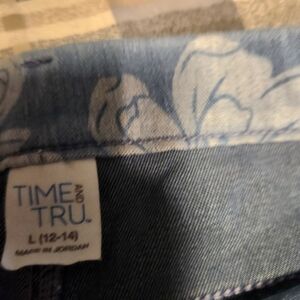 TIME AND
TRU.
L (12-14)
MADE IN JORDAN